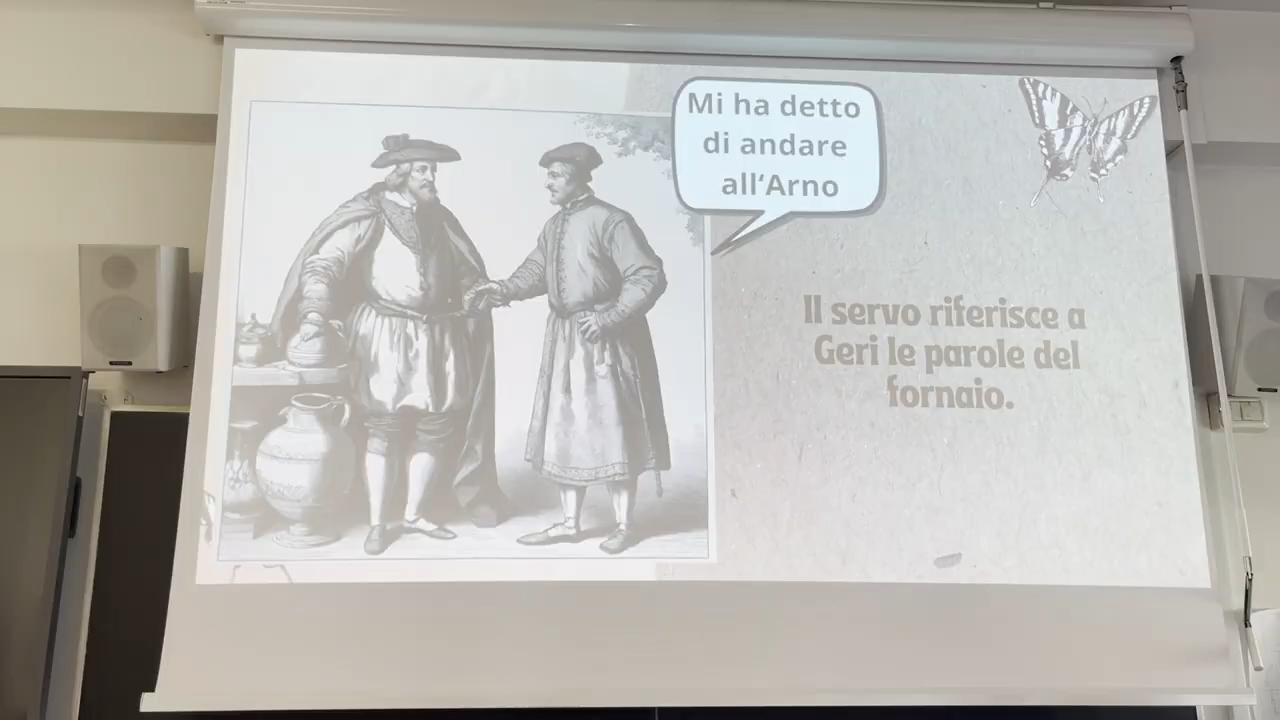 Mi ha detto
di andare
all‘Arno
Il servo riferisce a
Geri le parole del
fornaio.